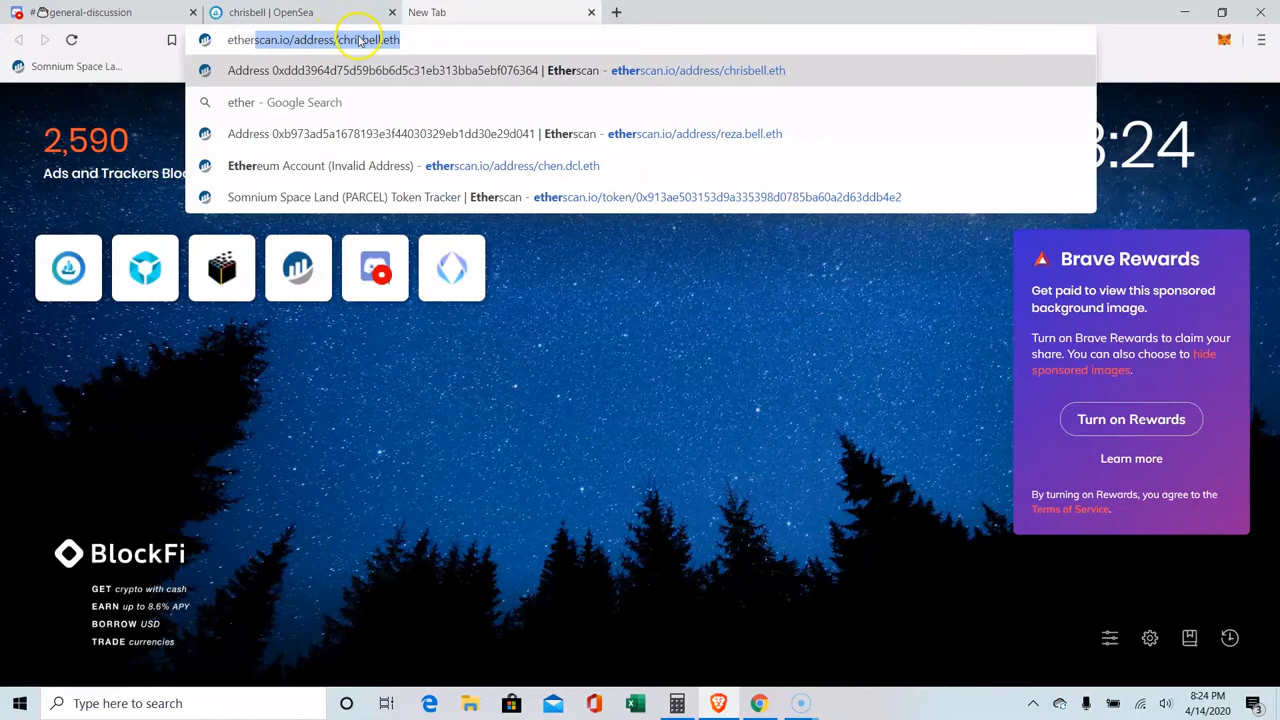 #🐵general-discussion
chrisbell | OpenSea
New Tab
etherscan.io/address/chrisbell.eth
Somnium Space La...
Address 0xddd3964d75d59b6b6d5c31eb313bba5ebf076364 | Etherscan - etherscan.io/address/chrisbell.eth
ether - Google Search
Address 0xb973ad5a1678193e3f44030329eb1dd30e29d041 | Etherscan - etherscan.io/address/reza.bell.eth
Ethereum Account (Invalid Address) - etherscan.io/address/chen.dcl.eth
Somnium Space Land (PARCEL) Token Tracker | Etherscan - etherscan.io/token/0x913ae503153d9a335398d0785ba60a2d63ddb4e2
2,590
Ads and Trackers Bloc
8:24
Brave Rewards
Get paid to view this sponsored
background image.
Turn on Brave Rewards to claim your
share. You can also choose to hide
sponsored images.
Turn on Rewards
Learn more
By turning on Rewards, you agree to the
Terms of Service.
BlockFi
GET crypto with cash
EARN up to 8.6% APY
BORROW USD
TRADE currencies
Type here to search
8:24 PM
4/14/2020
3